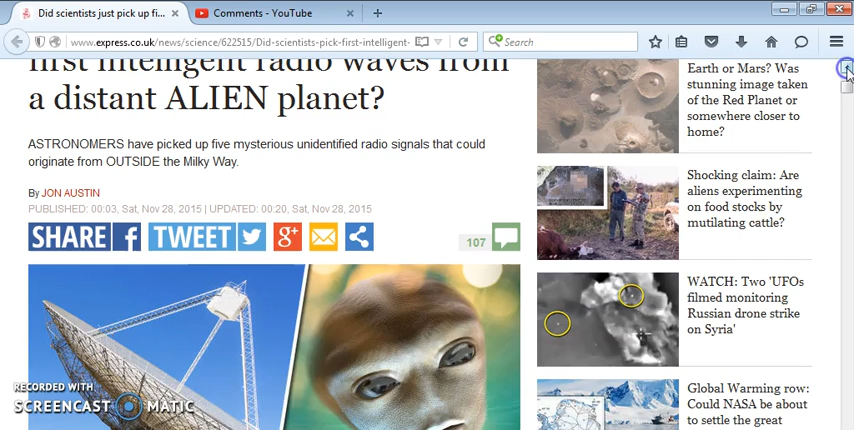 Did scientists just pick up fi...
Comments - YouTube
www.express.co.uk/news/science/622515/Did-scientists-pick-first-intelligent-
Search
first intelligent radio waves from
a distant ALIEN planet?
ASTRONOMERS have picked up five mysterious unidentified radio signals that could
originate from OUTSIDE the Milky Way.
By JON AUSTIN
PUBLISHED: 00:03, Sat, Nov 28, 2015 | UPDATED: 00:20, Sat, Nov 28, 2015
SHARE f TWEET g+ 107
Earth or Mars? Was
stunning image taken
of the Red Planet or
somewhere closer to
home?
Shocking claim: Are
aliens experimenting
on food stocks by
mutilating cattle?
WATCH: Two 'UFOs
filmed monitoring
Russian drone strike
on Syria'
Global Warming row:
Could NASA be about
to settle the great
RECORDED WITH
SCREENCAST MATIC